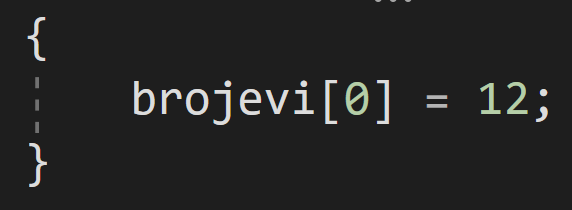 {
brojevi[0] = 12;
}